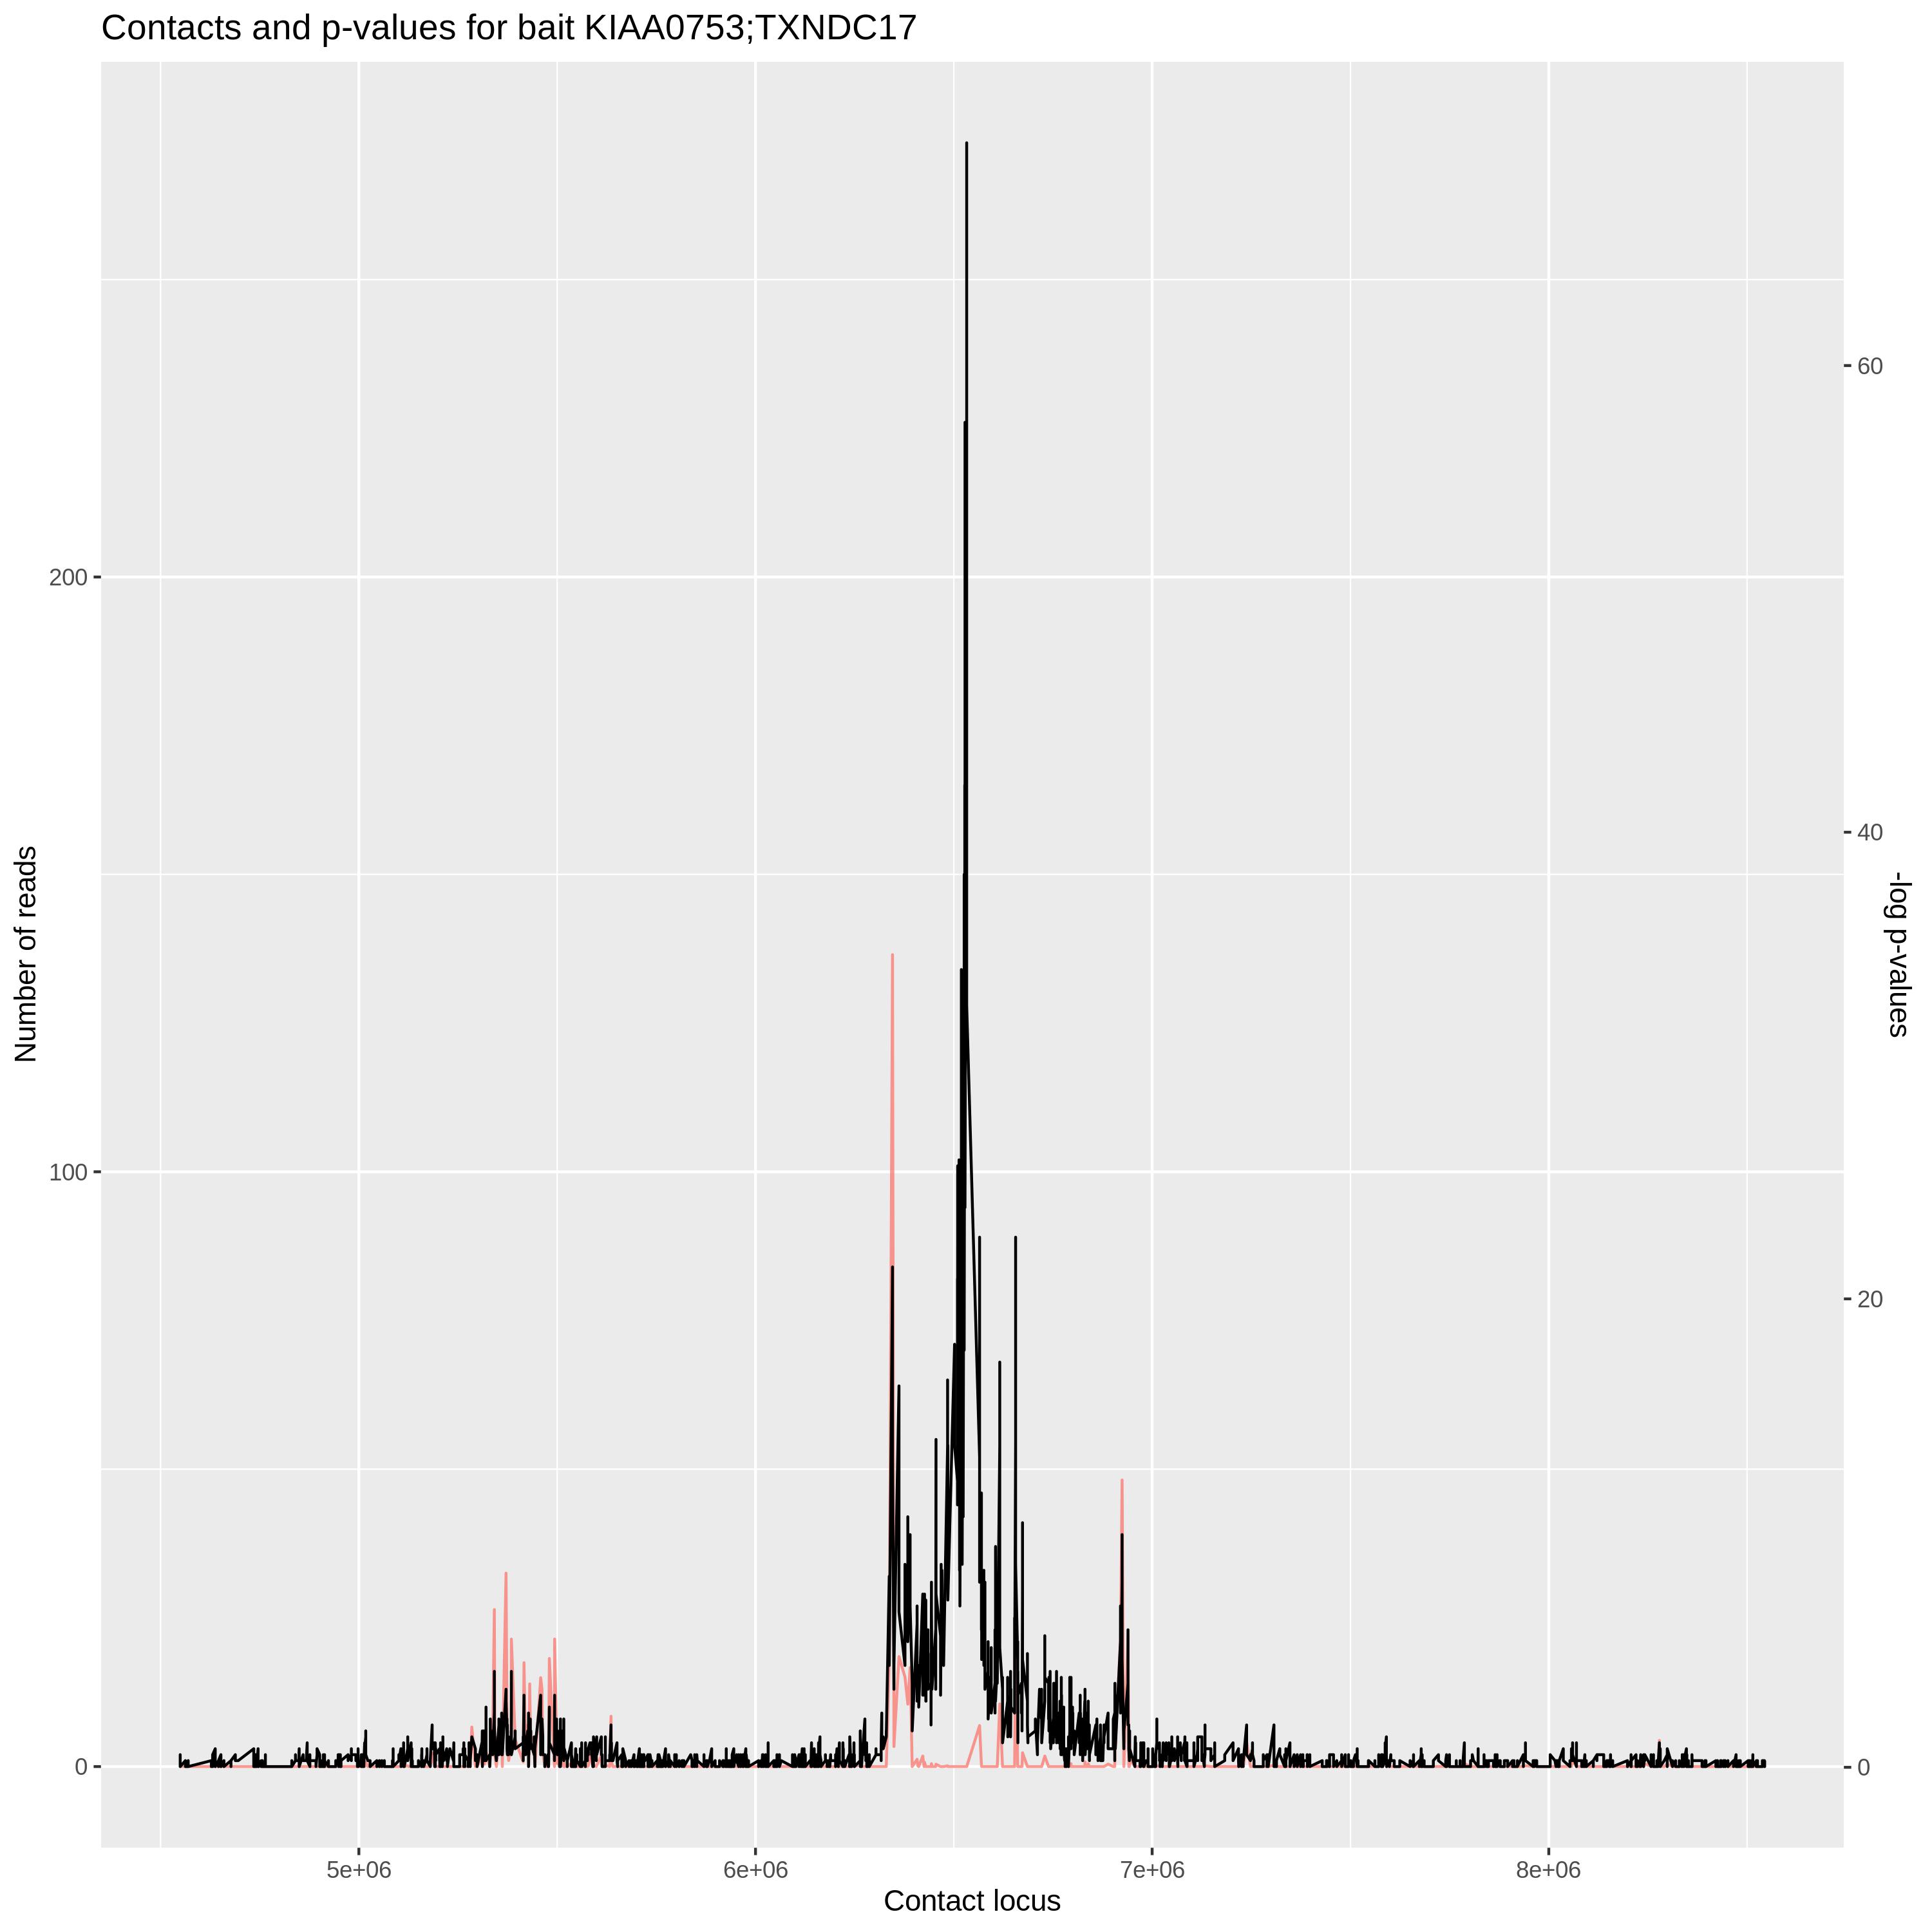 Contacts and p-values for bait KIAA0753;TXNDC17
Number of reads
200
100
0
60
40
20
0
-log p-values
5e+06
6e+06
7e+06
8e+06
Contact locus